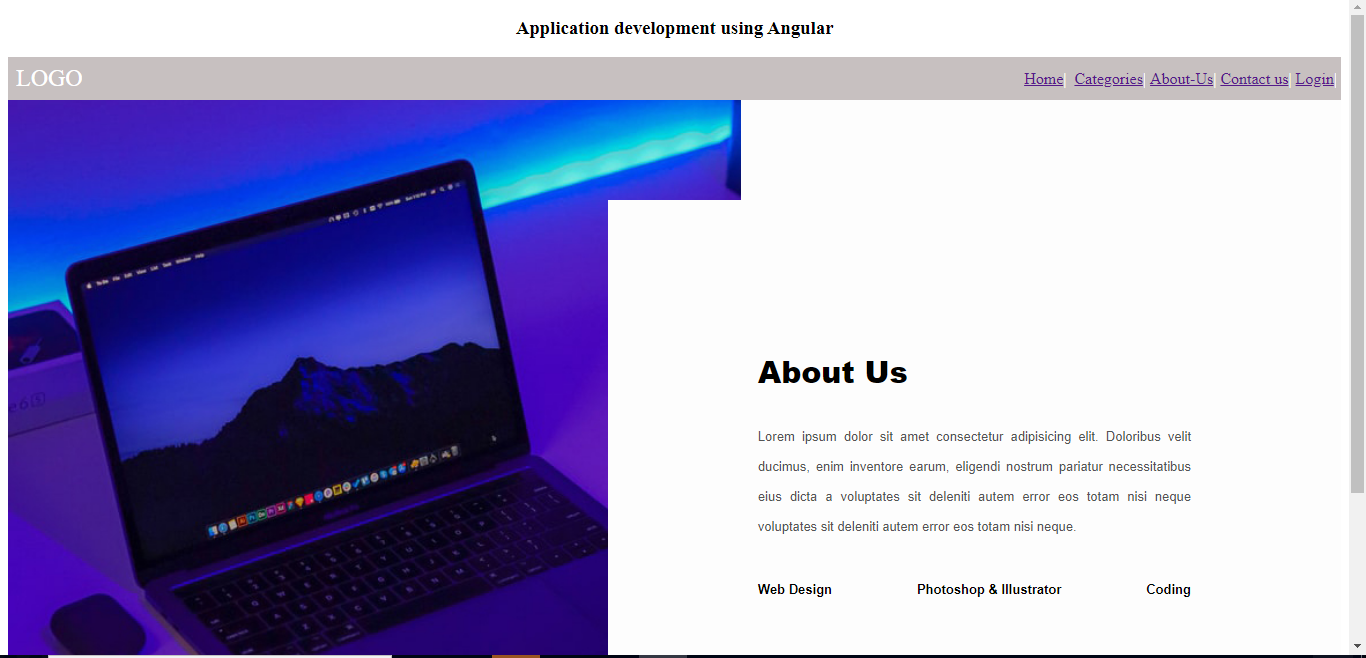 Application development using Angular
LOGO
Home| Categories| About-Us| Contact us| Login|
About Us
Lorem ipsum dolor sit amet consectetur adipisicing elit. Doloribus velit
ducimus, enim inventore earum, eligendi nostrum pariatur necessitatibus
eius dicta a voluptates sit deleniti autem error eos totam nisi neque
voluptates sit deleniti autem error eos totam nisi neque.
Web Design Photoshop & Illustrator Coding